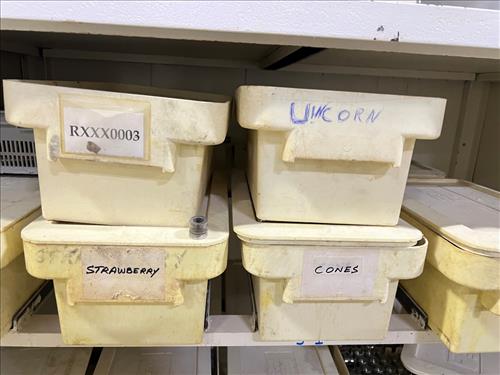 RXXX0003
UNICORN
STRAWBERRY
CONES